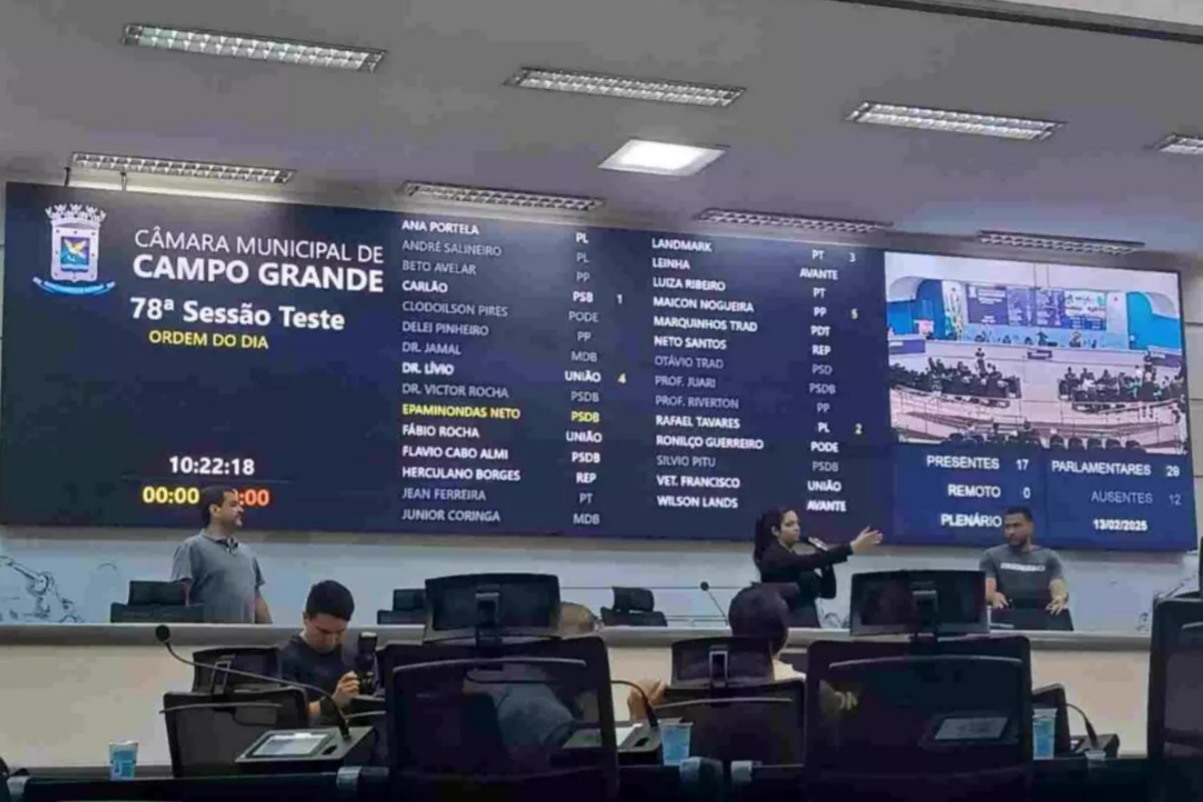 CÂMARA MUNICIPAL DE
CAMPO GRANDE
78ª Sessão Teste
ORDEM DO DIA
10:22:18
00:00 :00
ANA PORTELA PL
ANDRÉ SALINEIRO PL
BETO AVELAR PP
CARLÃO PSB 1
CLODOILSON PIRES PODE
DELEI PINHEIRO PP
DR. JAMAL MDB
DR. LÍVIO UNIÃO 4
DR. VICTOR ROCHA PSDB
EPAMINONDAS NETO PSDB
FÁBIO ROCHA UNIÃO
FLAVIO CABO ALMI PSDB
HERCULANO BORGES REP
JEAN FERREIRA PT
JUNIOR CORINGA MDB
LANDMARK PT 3
LEINHA AVANTE
LUIZA RIBEIRO PT
MAICON NOGUEIRA PP 5
MARQUINHOS TRAD PDT
NETO SANTOS REP
OTÁVIO TRAD PSD
PROF. JUARI PSDB
PROF. RIVERTON PP
RAFAEL TAVARES PL 2
RONILÇO GUERREIRO PODE
SILVIO PITU PSDB
VET. FRANCISCO UNIÃO
WILSON LANDS AVANTE
PRESENTES 17
REMOTO 0
PLENÁRIO
PARLAMENTARES 29
AUSENTES 12
13/02/2025